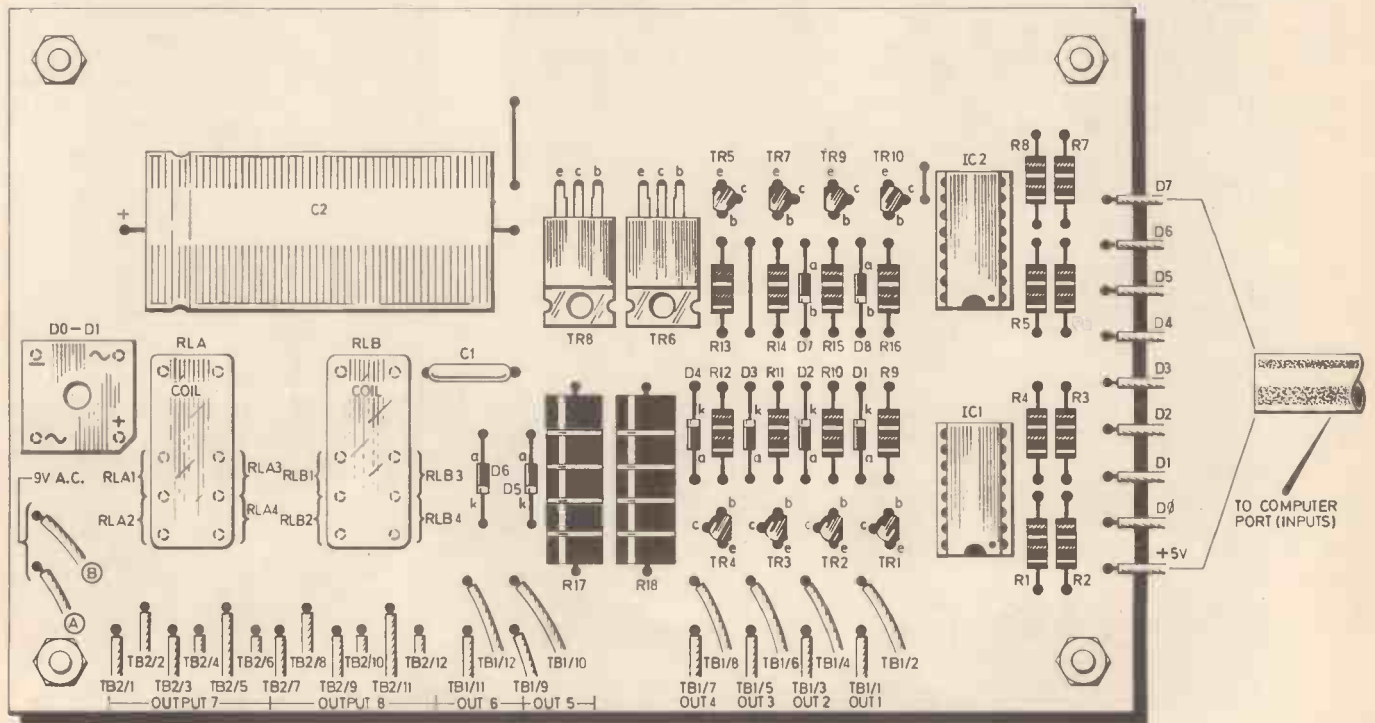 TR5 TR7 TR9 TR10 IC2 R8 R7
e c b e c b e e e e
c c c c
b b b b
D7
D6
D5
D4
D3
D2
D1
DØ
+5V
+ C2
a a
b b
R5
TR8 TR6 R13 R14 D7 R15 D8 R16
D0-D1 RLA RLB C1
COIL COIL
D4 R12 D3 R11 D2 R10 D1 R9
k k k k
a a a a
IC1 R4 R3
+
9V A.C.
RLA1 RLA3 RLB1 RLB3
RLA2 RLA4 RLB2 RLB4
a D6 a D5
k k
b b b b
c c c c
e e e e
TR4 TR3 TR2 TR1
TO COMPUTER
PORT (INPUTS)
R17 R18 R1 R2
B
A
TB2/2 TB2/4 TB2/6 TB2/8 TB2/10 TB2/12 TB1/12 TB1/10 TB1/8 TB1/6 TB1/4 TB1/2
TB2/1 TB2/3 TB2/5 TB2/7 TB2/9 TB2/11 TB1/11 TB1/9 TB1/7 TB1/5 TB1/3 TB1/1
OUTPUT 7 OUTPUT 8 OUT 6 OUT 5 OUT 4 OUT 3 OUT 2 OUT 1